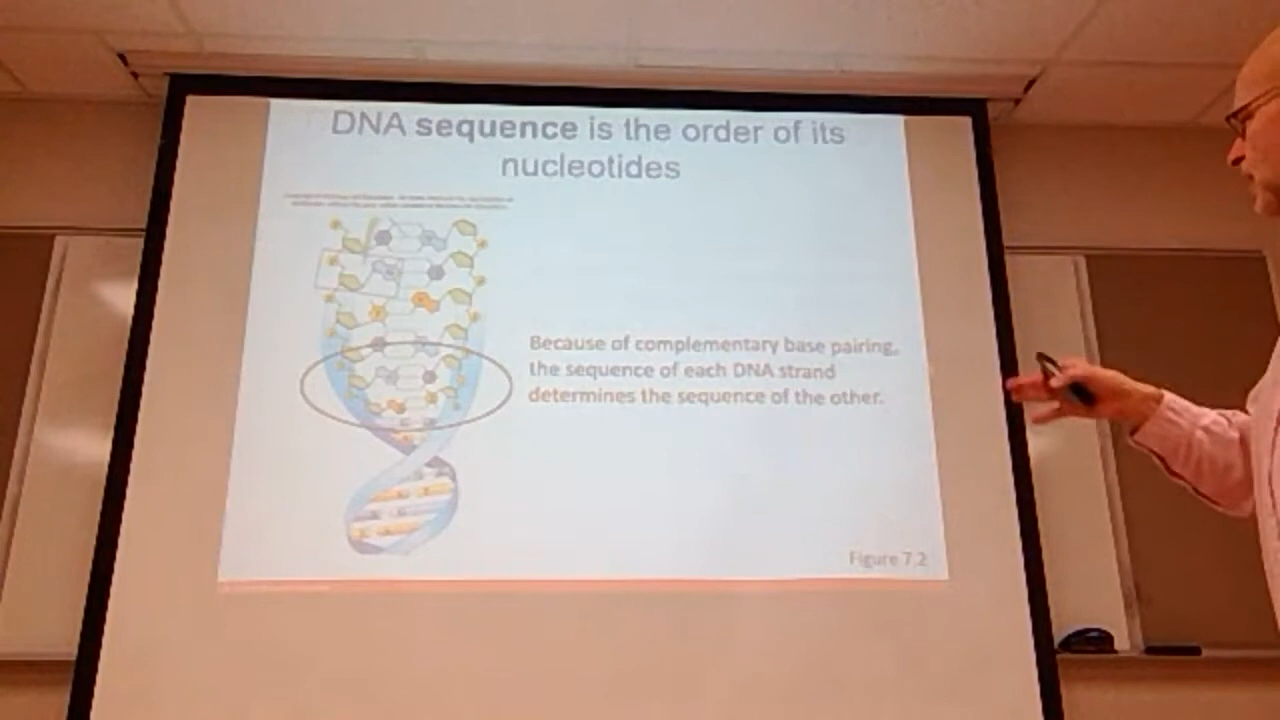 DNA sequence is the order of its
nucleotides
Because of complementary base pairing,
the sequence of each DNA strand
determines the sequence of the other.
Figure 7.2